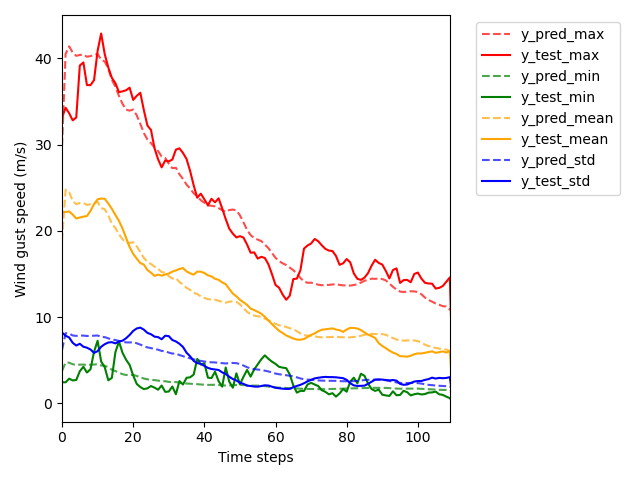 Wind gust speed (m/s)
40
30
20
10
0
0 20 40 60 80 100
Time steps
y_pred_max
y_test_max
y_pred_min
y_test_min
y_pred_mean
y_test_mean
y_pred_std
y_test_std